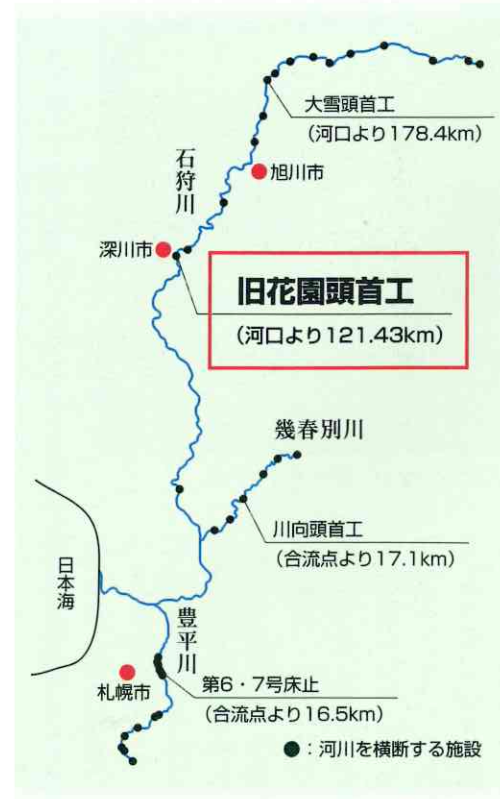 大雪頭首工
(河口より178.4km)
石狩川
旭川市
深川市
旧花園頭首工
(河口より121.43km)
幾春別川
川向頭首工
(合流点より17.1km)
日本海
豊平川
札幌市
第6・7号床止
(合流点より16.5km)
●:河川を横断する施設